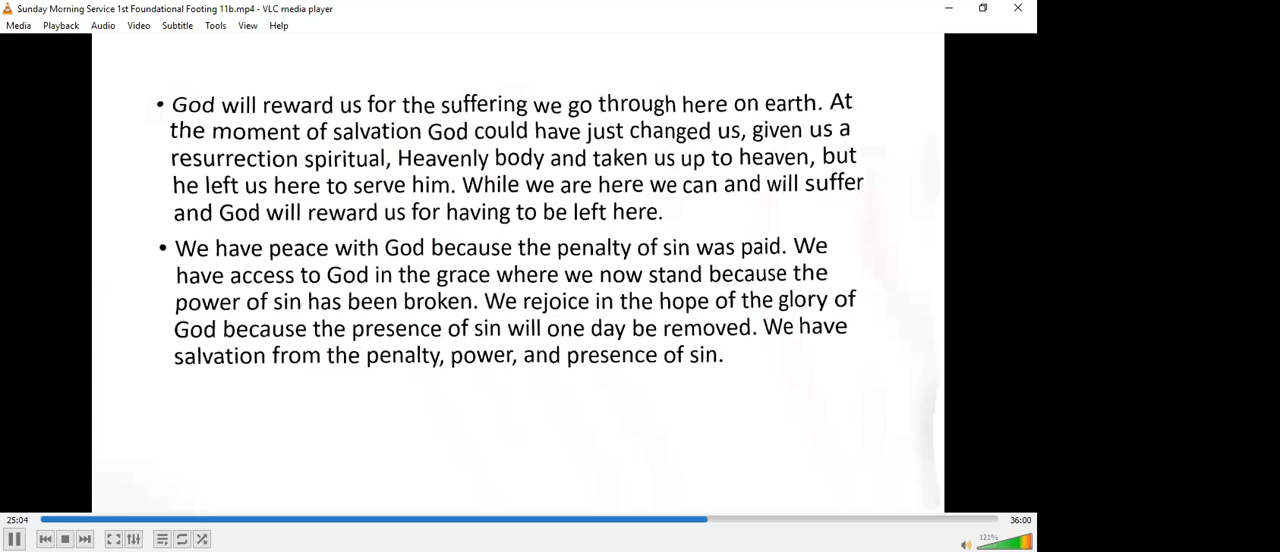 Sunday Morning Service 1st Foundational Footing 11b.mp4 - VLC media player
Media Playback Audio Video Subtitle Tools View Help
• God will reward us for the suffering we go through here on earth. At
the moment of salvation God could have just changed us, given us a
resurrection spiritual, Heavenly body and taken us up to heaven, but
he left us here to serve him. While we are here we can and will suffer
and God will reward us for having to be left here.
• We have peace with God because the penalty of sin was paid. We
have access to God in the grace where we now stand because the
power of sin has been broken. We rejoice in the hope of the glory of
God because the presence of sin will one day be removed. We have
salvation from the penalty, power, and presence of sin.
25:04 36:00
121%